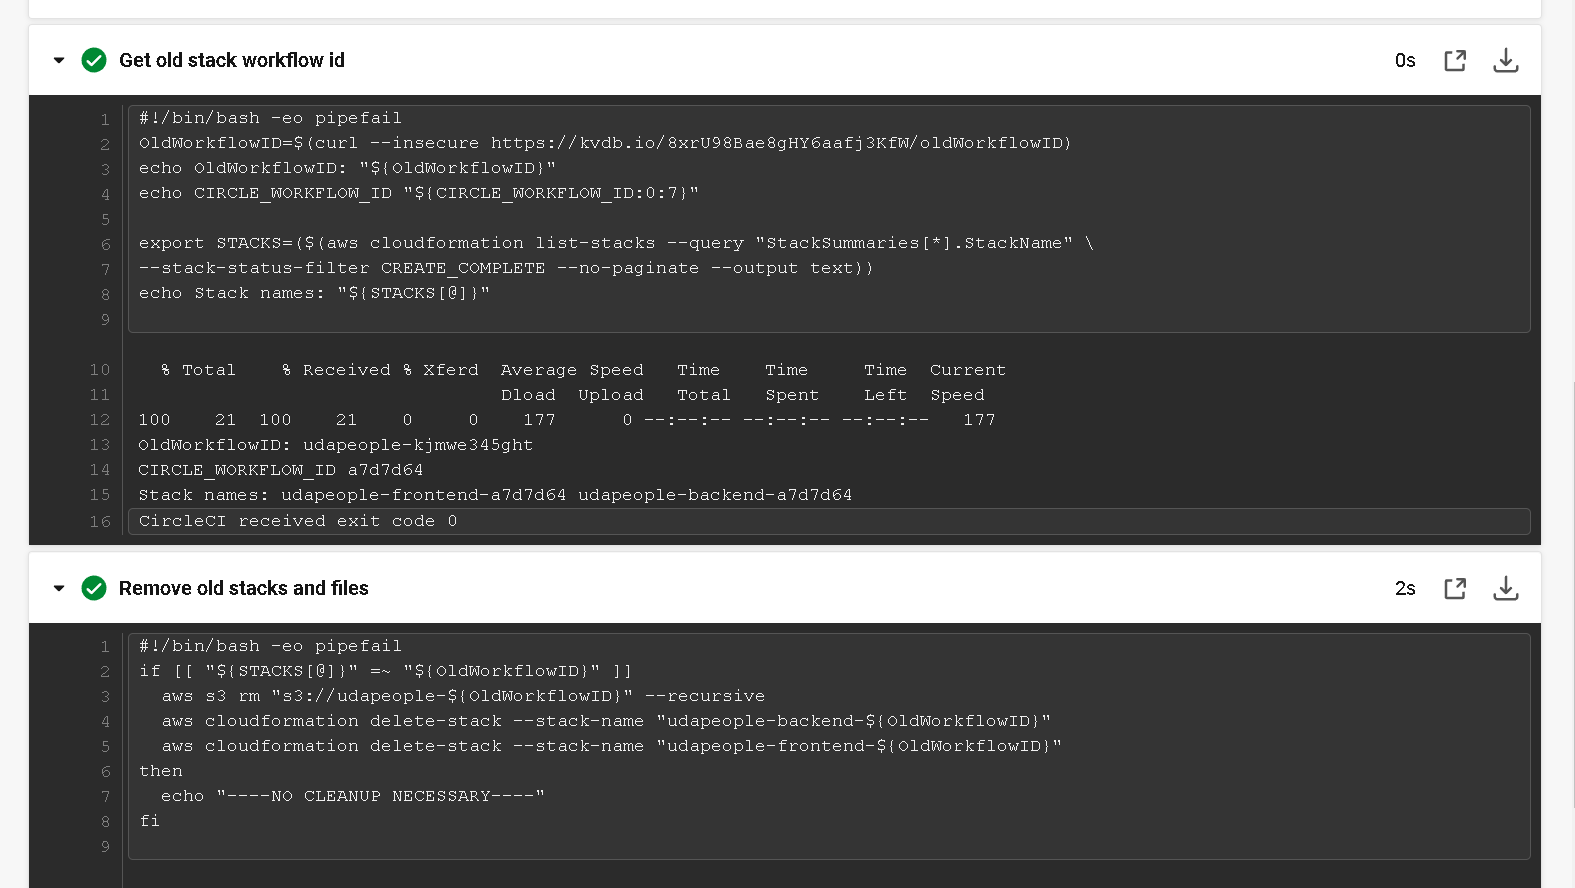 Get old stack workflow id 0s
1 #!/bin/bash -eo pipefail
2 OldWorkflowID=$(curl --insecure https://kvdb.io/8xrU98Bae8gHY6aafj3KfW/oldWorkflowID)
3 echo OldWorkflowID: "${OldWorkflowID}"
4 echo CIRCLE_WORKFLOW_ID "${CIRCLE_WORKFLOW_ID:0:7}"
5
6 export STACKS=($(aws cloudformation list-stacks --query "StackSummaries[*].StackName" \
7 --stack-status-filter CREATE_COMPLETE --no-paginate --output text))
8 echo Stack names: "${STACKS[@]}"
9
10 % Total % Received % Xferd Average Speed Time Time Time Current
11 Dload Upload Total Spent Left Speed
12 100 21 100 21 0 0 177 0 --:--:-- --:--:-- --:--:-- 177
13 OldWorkflowID: udapeople-kjmwe345ght
14 CIRCLE_WORKFLOW_ID a7d7d64
15 Stack names: udapeople-frontend-a7d7d64 udapeople-backend-a7d7d64
16 CircleCI received exit code 0
Remove old stacks and files 2s
1 #!/bin/bash -eo pipefail
2 if [[ "${STACKS[@]}" =~ "${OldWorkflowID}" ]]
3 aws s3 rm "s3://udapeople-${OldWorkflowID}" --recursive
4 aws cloudformation delete-stack --stack-name "udapeople-backend-${OldWorkflowID}"
5 aws cloudformation delete-stack --stack-name "udapeople-frontend-${OldWorkflowID}"
6 then
7 echo "----NO CLEANUP NECESSARY----"
8 fi
9